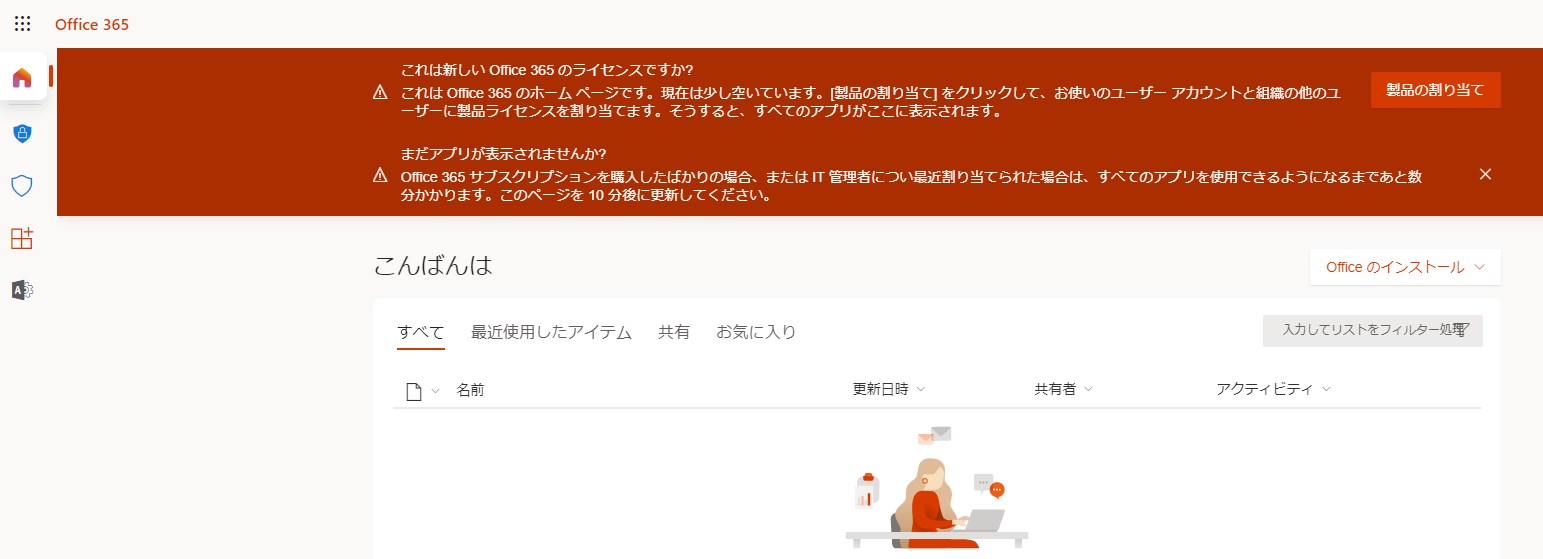 Office 365
これは新しい Office 365 のライセンスですか?
これは Office 365 のホーム ページです。現在は少し空いています。[製品の割り当て] をクリックして、お使いのユーザー アカウントと組織の他のユ
ーザーに製品ライセンスを割り当てます。そうすると、すべてのアプリがここに表示されます。
製品の割り当て
まだアプリが表示されませんか?
Office 365 サブスクリプションを購入したばかりの場合、または IT 管理者につい最近割り当てられた場合は、すべてのアプリを使用できるようになるまであと数
分かかります。このページを 10 分後に更新してください。
こんばんは
Office のインストール
すべて 最近使用したアイテム 共有 お気に入り
入力してリストをフィルター処理
名前 更新日時 共有者 アクティビティ
A